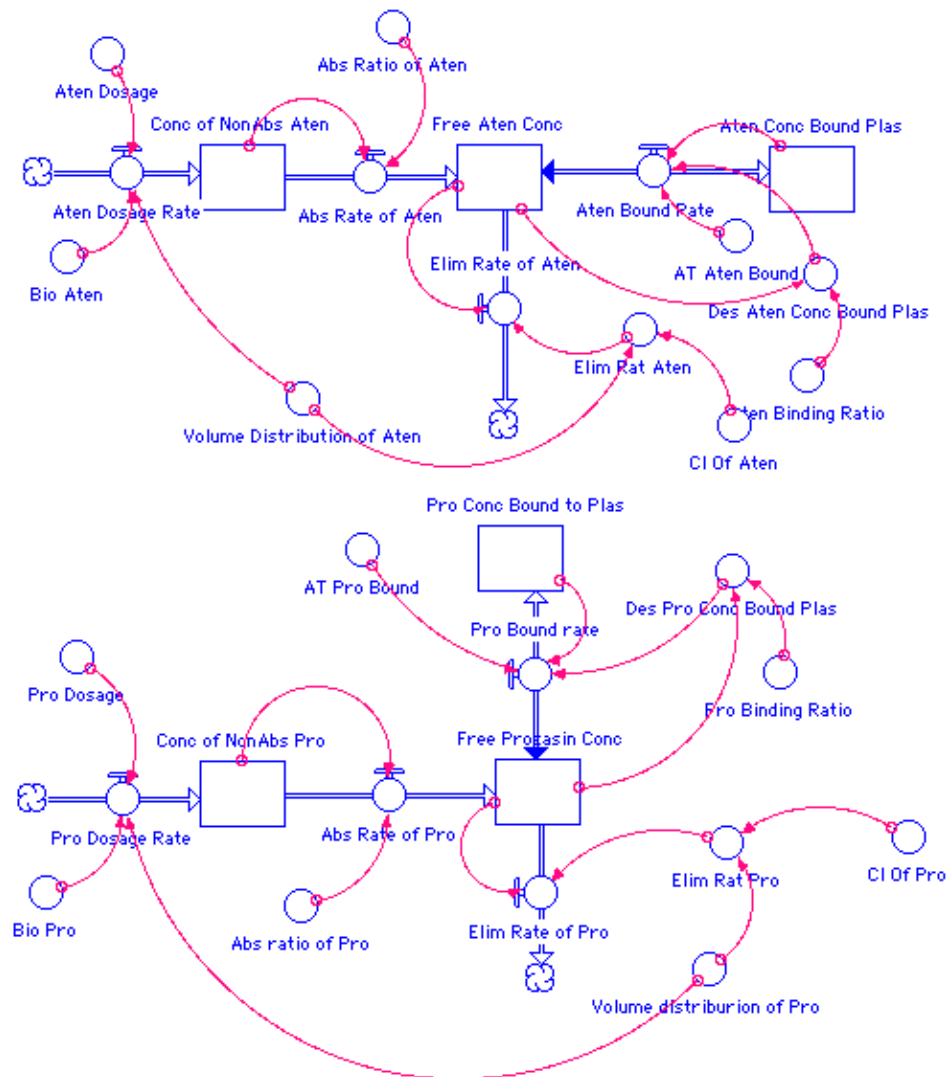 Aten Dosage
Abs Ratio of Aten
Conc of NonAbs Aten
Free Aten Conc
Aten Conc Bound Plas
Aten Dosage Rate
Abs Rate of Aten
Aten Bound Rate
Bio Aten
Elim Rate of Aten
AT Aten Bound
Des Aten Conc Bound Plas
Elim Rat Aten
Aten Binding Ratio
Volume Distribution of Aten
Cl Of Aten
Pro Conc Bound to Plas
AT Pro Bound
Des Pro Conc Bound Plas
Pro Bound rate
Pro Dosage
Pro Binding Ratio
Conc of NonAbs Pro
Free Progasin Conc
Pro Dosage Rate
Abs Rate of Pro
Elim Rat Pro
Cl Of Pro
Bio Pro
Abs ratio of Pro
Elim Rate of Pro
Volume distriburion of Pro